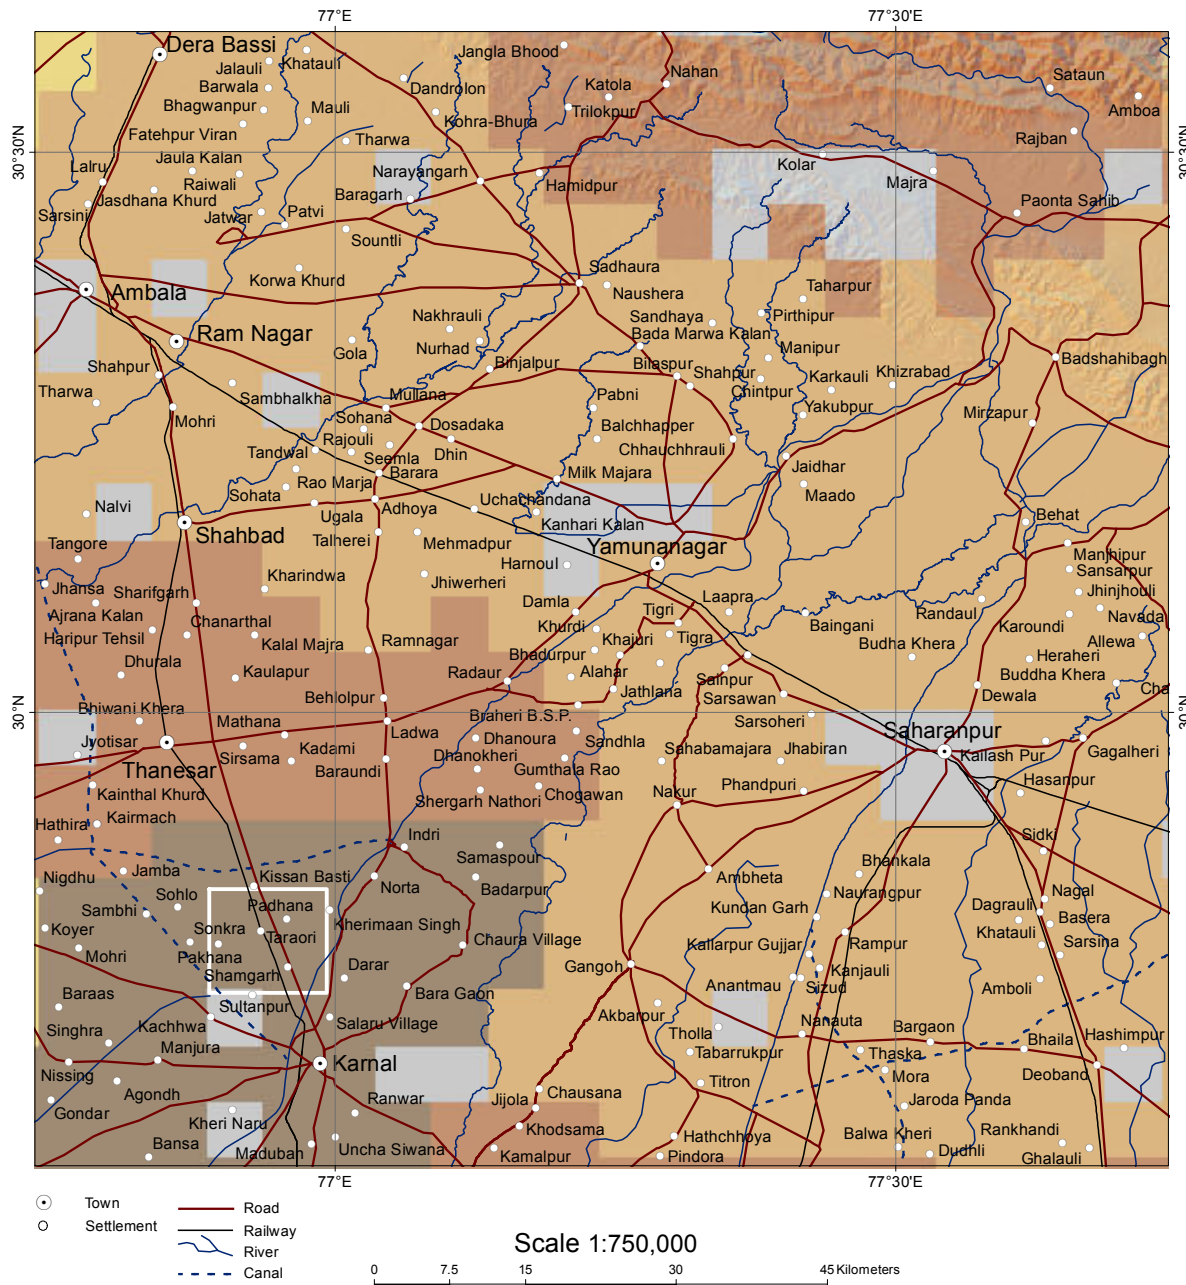 77°E 77°30'E
Dera Bassi
Jangla Bhood
Jalauli Khatauli
Nahan
Sataun
Barwala
Dandrolon
Katola
Bhagwanpur Mauli
Kohra-Bhura
Trilokpur
Amboa
Fatehpur Viran
Tharwa
Rajban
30°30'N 30°30'N
Lalru
Jaula Kalan
Narayangarh
Kolar
Raiwali
Hamidpur
Majra
Jasdhana Khurd
Baragarh
Sarsini
Jatwar Patvi
Paonta Sahib
Sountli
Korwa Khurd
Sadhaura
Ambala
Naushera
Taharpur
Nakhrauli
Sandhaya
Pirthipur
Ram Nagar
Bada Marwa Kalan
Gola
Nurhad
Manipur
Shahpur
Binjalpur
Bilaspur
Shahpur
Badshahibagh
Karkauli
Khizrabad
Tharwa
Sambhalkha
Mullana
Pabni
Chintpur
Yakubpur
Mirzapur
Mohri
Sohana
Dosadaka
Balchhapper
Rajouli
Chhauchhrauli
Tandwal
Seemla
Dhin
Jaidhar
Rao Marja
Barara
Milk Majara
Sohata
Maado
Nalvi
Ugala
Adhoya
Uchachandana
Behat
Shahbad
Kanhari Kalan
Talherei
Mehmadpur
Yamunanagar
Tangore
Manjhipur
Harnoul
Sansarpur
Jhansa
Kharindwa
Jhiwerheri
Sharifgarh
Jhinjhouli
Laapra
Ajrana Kalan
Damla
Tigri
Randaul
Navada
Chanarthal
Khurdi
Baingani
Karoundi
Haripur Tehsil
Kalal Majra
Ramnagar
Khajuri
Tigra
Budha Khera
Allewa
Bhadurpur
Heraheri
Dhurala
Kaulapur
Radaur
Alahar
Sainpur
Buddha Khera
Jathlana
Sarsawan
Dewala
Cha
Behlolpur
Bhiwani Khera
Braheri B.S.P.
30°N 30°N
Mathana
Ladwa
Sarsoheri
Saharanpur
Jyotisar
Kadami
Dhanoura
Sandhla
Sahabamajara
Jhabiran
Gagalheri
Sirsama
Dhanokheri
Kailash Pur
Thanesar
Baraundi
Gumthala Rao
Hasanpur
Kainthal Khurd
Shergarh Nathori
Chogawan
Phandpuri
Nakur
Hathira
Kairmach
Indri
Sidki
Samaspour
Bhankala
Nigdhu
Jamba
Kissan Basti
Ambheta
Norta
Badarpur
Naurangpur
Nagal
Sohlo
Kundan Garh
Dagrauli
Sambhi
Padhana
Basera
Kherimaan Singh
Koyer
Sonkra
Khatauli
Taraori
Chaura Village
Kallarpur Gujjar
Rampur
Sarsina
Mohri
Pakhana
Gangoh
Kanjauli
Shamgarh
Darar
Anantmau
Sizud
Amboli
Baraas
Bara Gaon
Sultanpur
Akbarpur
Singhra
Kachhwa
Salaru Village
Tholla
Nanauta
Bargaon
Hashimpur
Manjura
Bhaila
Karnal
Tabarrukpur
Thaska
Nissing
Deoband
Mora
Agondh
Titron
Chausana
Gondar
Ranwar
Jijola
Jaroda Panda
Kheri Naru
Khodsama
Hathchhoya
Balwa Kheri
Rankhandi
Bansa
Maduban
Uncha Siwana
Kamalpur
Pindora
Dudhli
Ghalauli
77°E 77°30'E
Town
Settlement
Road
Railway
River
Canal
Scale 1:750,000
0 7.5 15 30 45 Kilometers